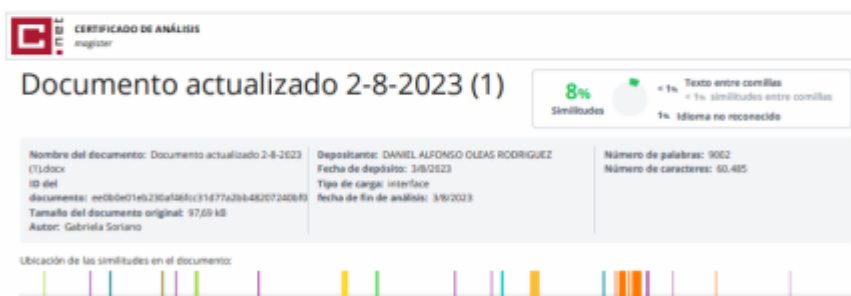 CERTIFICADO DE ANÁLISIS
magister
Documento actualizado 2-8-2023 (1)
8%
Similitudes
< 1% Texto entre comillas
< 1% similitudes entre comillas
1% Idioma no reconocido
Nombre del documento: Documento actualizado 2-8-2023
(1).docx
ID del
documento:
Tamaño del documento original: 97,69 kB
Autor: Gabriela Soriano
Depositante: DANIEL ALFONSO OLEAS RODRIGUEZ
Fecha de depósito: 3/8/2023
Tipo de carga: interface
fecha de fin de análisis: 3/8/2023
Número de palabras: 9002
Número de caracteres: 60.485
Ubicación de las similitudes en el documento: